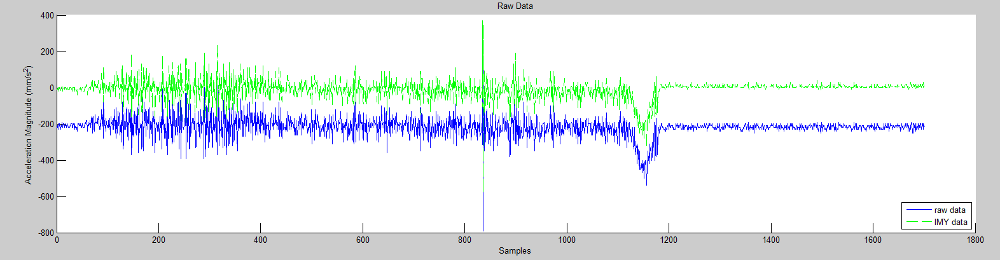 Raw Data
Acceleration Magnitude (mm/s²)
400
200
0
-200
-400
-600
-800
0 200 400 600 800 1000 1200 1400 1600 1800
Samples
raw data
IMY data